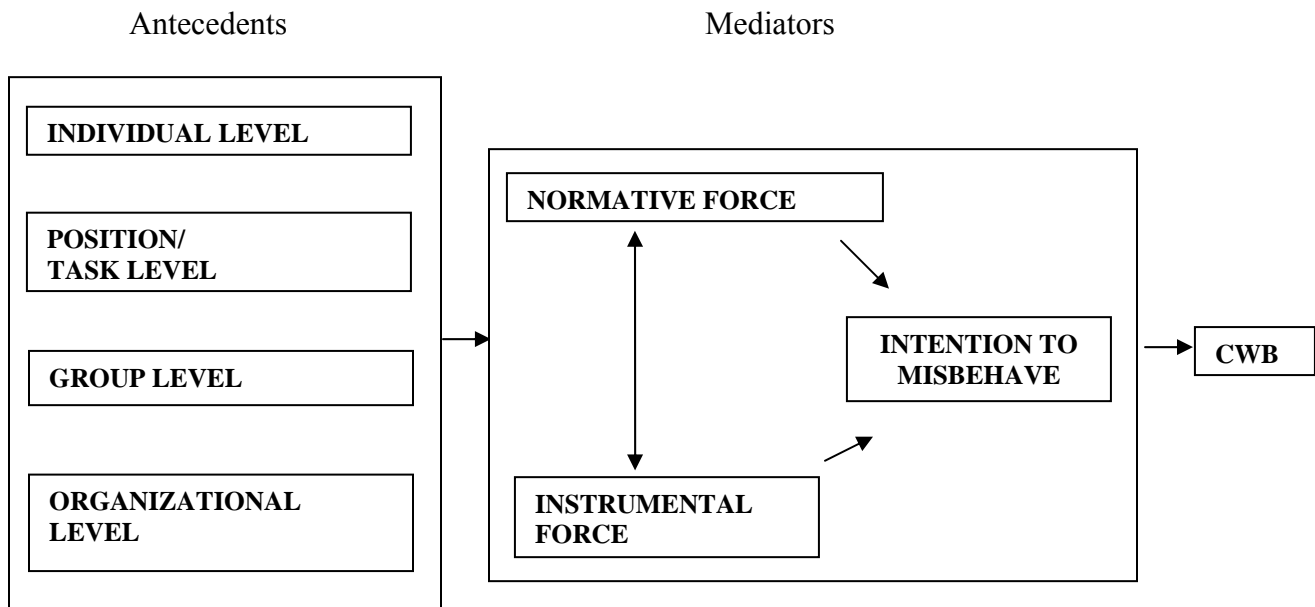 Antecedents
Mediators
INDIVIDUAL LEVEL
POSITION/
TASK LEVEL
GROUP LEVEL
ORGANIZATIONAL
LEVEL
NORMATIVE FORCE
INSTRUMENTAL
FORCE
INTENTION TO
MISBEHAVE
CWB